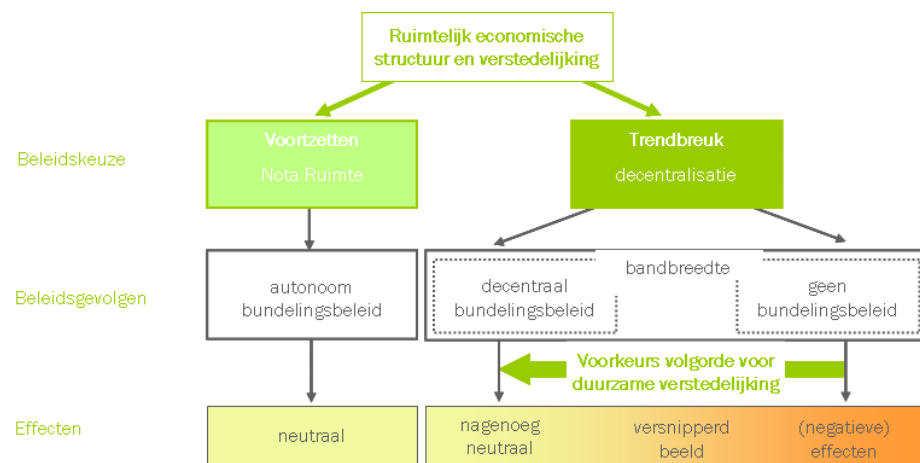 Ruimtelijk economische
structuur en verstedelijking
Beleidskeuze
Voortzetten
Nota Ruimte
Trendbreuk
decentralisatie
Beleidsgevolgen
autonoom
bundelingsbeleid
decentraal
bundelingsbeleid
bandbreedte
geen
bundelingsbeleid
Voorkeurs volgorde voor
duurzame verstedelijking
Effecten
neutraal
nagenoeg
neutraal
versnipperd
beeld
(negatieve)
effecten